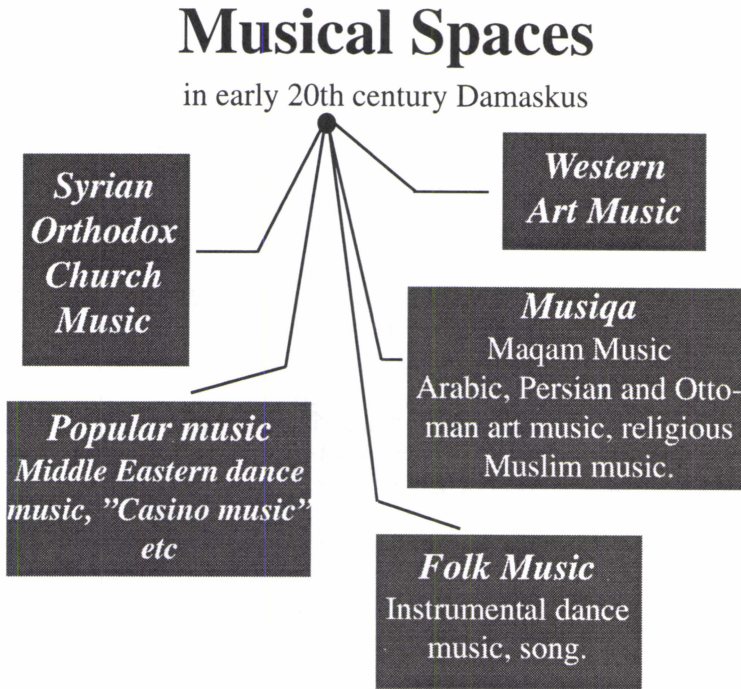 Musical Spaces
in early 20th century Damaskus
Syrian
Orthodox
Church
Music
Western
Art Music
Musiqa
Maqam Music
Arabic, Persian and Otto-
man art music, religious
Muslim music.
Popular music
Middle Eastern dance
music, ”Casino music”
etc
Folk Music
Instrumental dance
music, song.